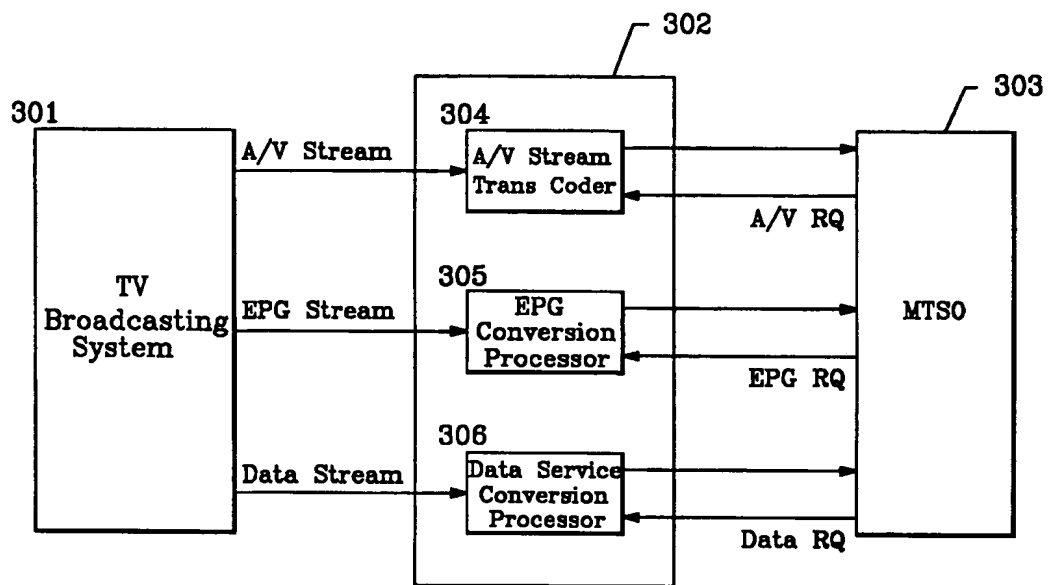 302
303
301
304
A/V Stream
A/V Stream
Trans Coder
A/V RQ
305
TV
Broadcasting
System
EPG Stream
EPG
Conversion
Processor
MTSO
EPG RQ
306
Data Stream
Data Service
Conversion
Processor
Data RQ